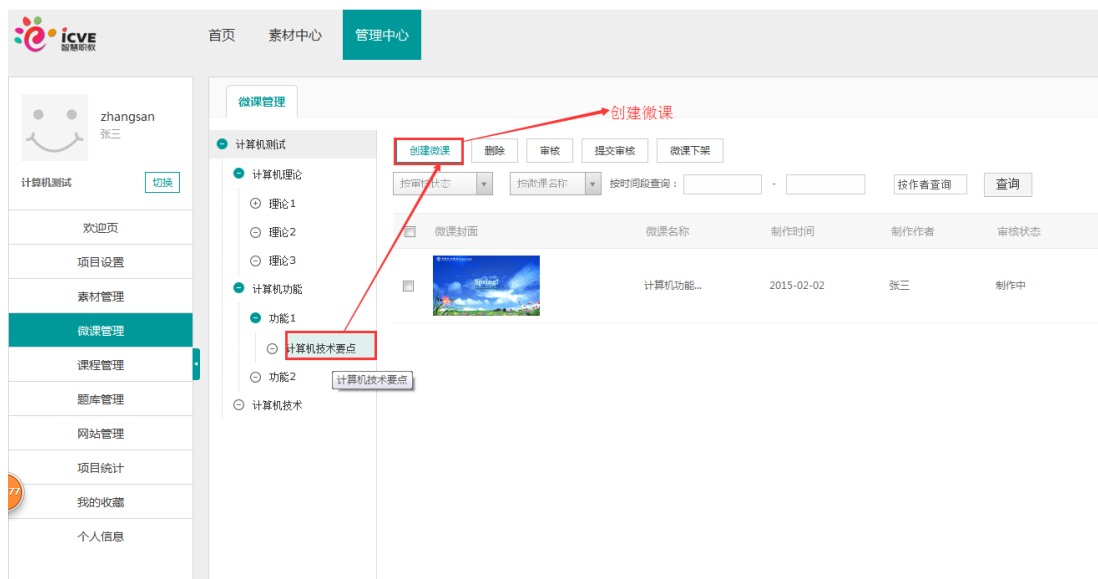 icve
智慧职教
首页 素材中心 管理中心
zhangsan
张三
计算机测试 切换
欢迎页
项目设置
素材管理
微课管理
课程管理
题库管理
网站管理
项目统计
我的收藏
个人信息
77
微课管理
计算机测试
计算机理论
理论1
理论2
理论3
计算机功能
功能1
计算机技术要点
功能2
计算机技术要点
计算机技术
创建微课
创建微课 删除 审核 提交审核 微课下架
按审核状态 按微课名称 按时间段查询： - 按作者查询 查询
微课封面 微课名称 制作时间 制作作者 审核状态
计算机功能... 2015-02-02 张三 制作中